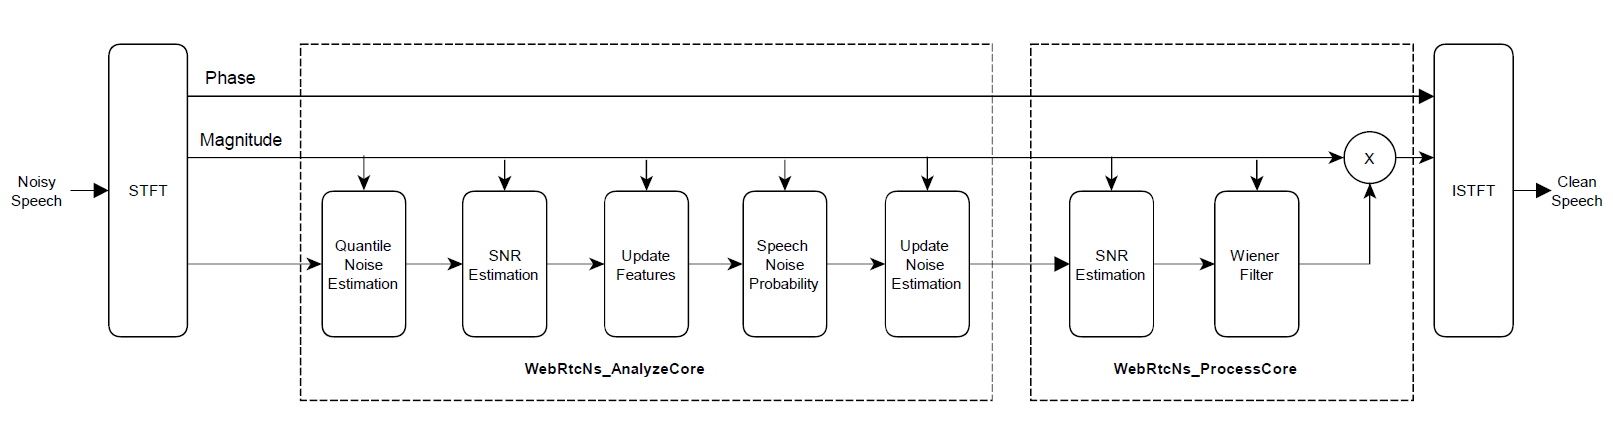 Phase
Magnitude
Noisy
Speech
STFT
Quantile
Noise
Estimation
SNR
Estimation
Update
Features
Speech
Noise
Probability
Update
Noise
Estimation
WebRtcNs_AnalyzeCore
SNR
Estimation
Wiener
Filter
X
WebRtcNs_ProcessCore
ISTFT
Clean
Speech